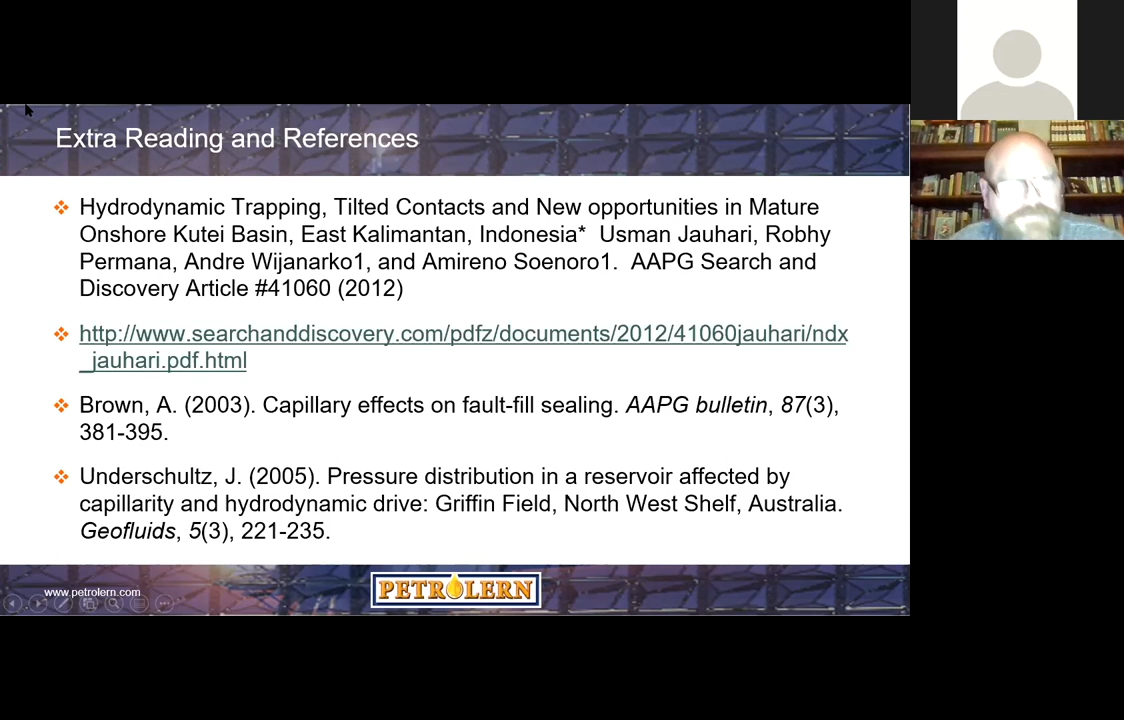 Extra Reading and References
Hydrodynamic Trapping, Tilted Contacts and New opportunities in Mature
Onshore Kutei Basin, East Kalimantan, Indonesia* Usman Jauhari, Robhy
Permana, Andre Wijanarko1, and Amireno Soenoro1. AAPG Search and
Discovery Article #41060 (2012)
http://www.searchanddiscovery.com/pdfz/documents/2012/41060jauhari/ndx
_jauhari.pdf.html
Brown, A. (2003). Capillary effects on fault-fill sealing. AAPG bulletin, 87(3),
381-395.
Underschultz, J. (2005). Pressure distribution in a reservoir affected by
capillarity and hydrodynamic drive: Griffin Field, North West Shelf, Australia.
Geofluids, 5(3), 221-235.
www.petrolern.com
PETROLERN